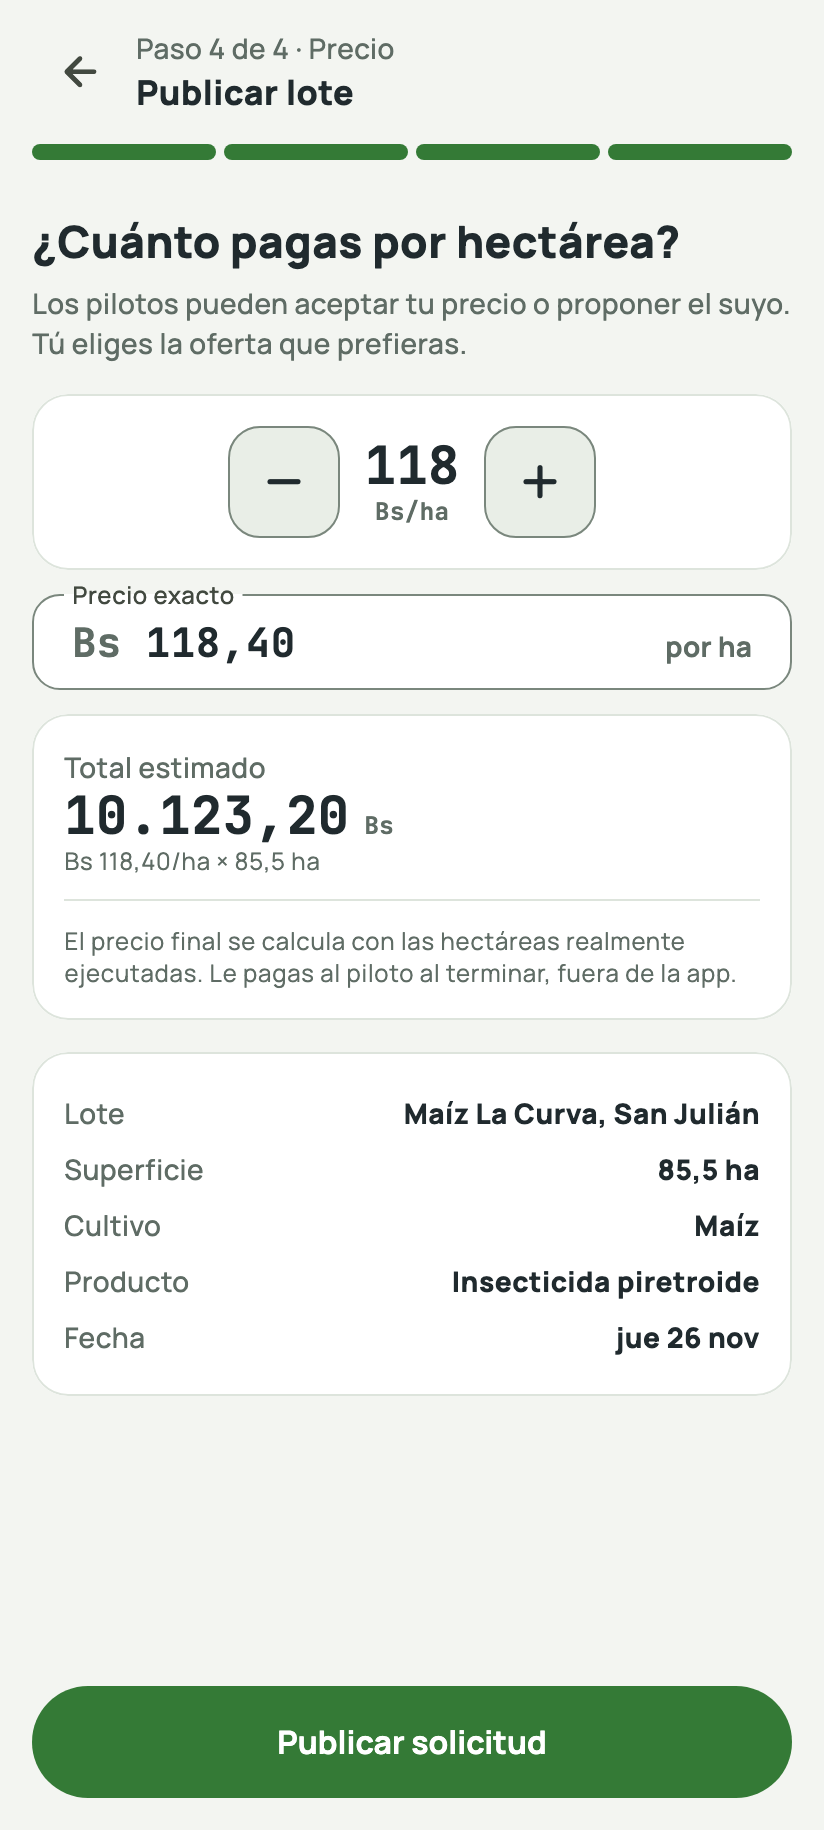 Paso 4 de 4 · Precio
Publicar lote
¿Cuánto pagas por hectárea?
Los pilotos pueden aceptar tu precio o proponer el suyo.
Tú eliges la oferta que prefieras.
118
Bs/ha
Precio exacto
Bs 118,40 por ha
Total estimado
10.123,20 Bs
Bs 118,40/ha × 85,5 ha
El precio final se calcula con las hectáreas realmente
ejecutadas. Le pagas al piloto al terminar, fuera de la app.
Lote Maíz La Curva, San Julián
Superficie 85,5 ha
Cultivo Maíz
Producto Insecticida piretroide
Fecha jue 26 nov
Publicar solicitud